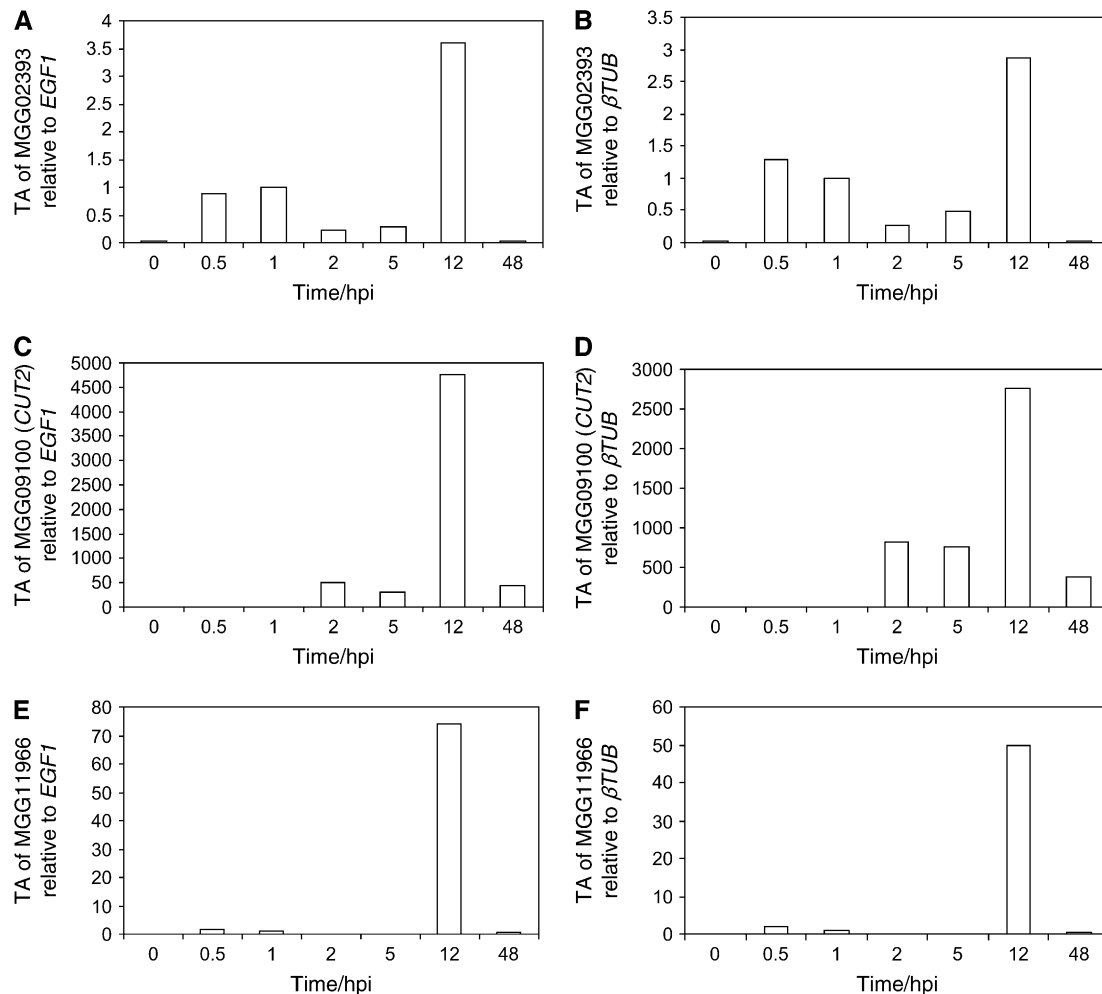 A
TA of MGG02393
relative to EGF1
4
3.5
3
2.5
2
1.5
1
0.5
0
0 0.5 1 2 5 12 48
Time/hpi
B
TA of MGG02393
relative to βTUB
3.5
3
2.5
2
1.5
1
0.5
0
0 0.5 1 2 5 12 48
Time/hpi
C
TA of MGG09100 (CUT2)
relative to EGF1
5000
4500
4000
3500
3000
2500
2000
1500
1000
50
0
0 0.5 1 2 5 12 48
Time/hpi
D
TA of MGG09100 (CUT2)
relative to βTUB
3000
2500
2000
1500
1000
500
0
0 0.5 1 2 5 12 48
Time/hpi
E
TA of MGG11966
relative to EGF1
80
70
60
50
40
30
20
10
0
0 0.5 1 2 5 12 48
Time/hpi
F
TA of MGG11966
relative to βTUB
60
50
40
30
20
10
0
0 0.5 1 2 5 12 48
Time/hpi